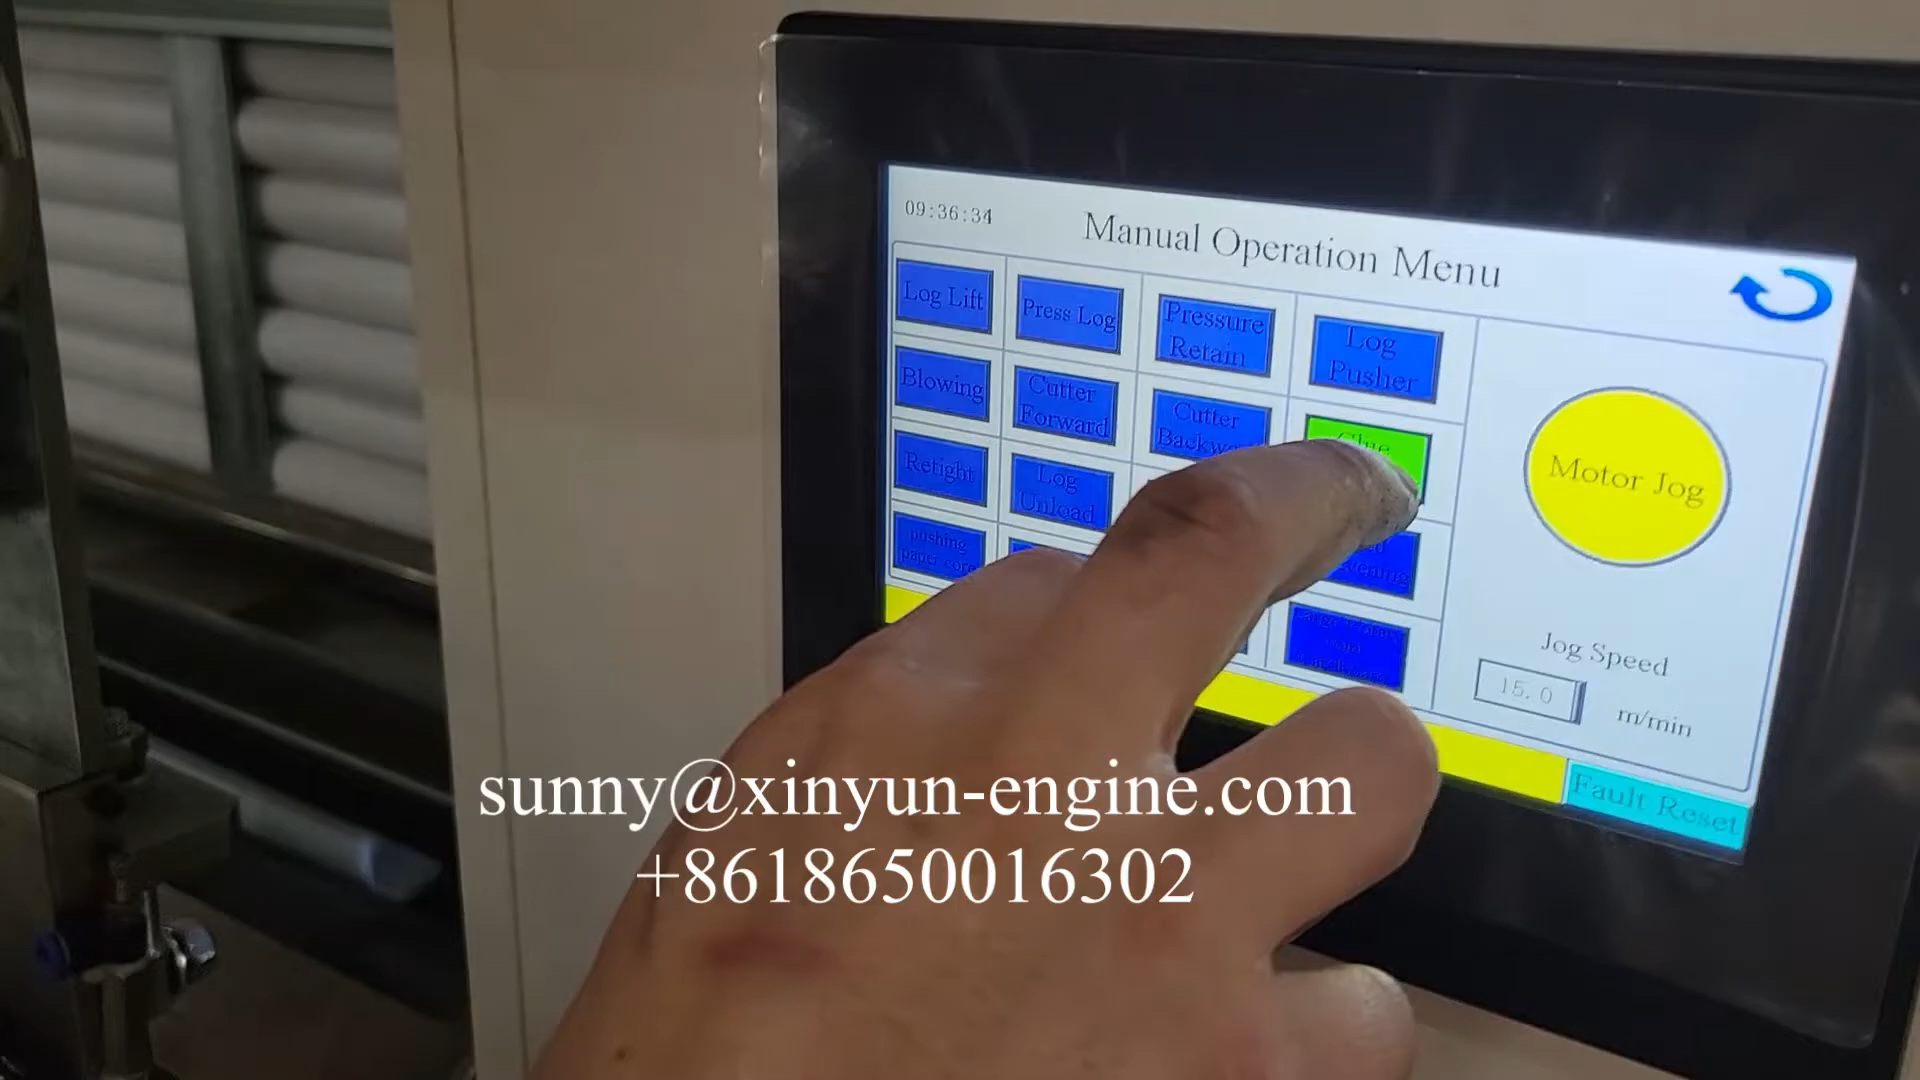 09:36:34
Manual Operation Menu
Log Lift
Press Log
Pressure
Retain
Log
Pusher
Blowing
Cutter
Forward
Cutter
Glue
Retight
Log
Unload
pushing
paper core
Motor Jog
Jog Speed
15.0
m/min
Fault Reset
sunny@xinyun-engine.com
+8618650016302